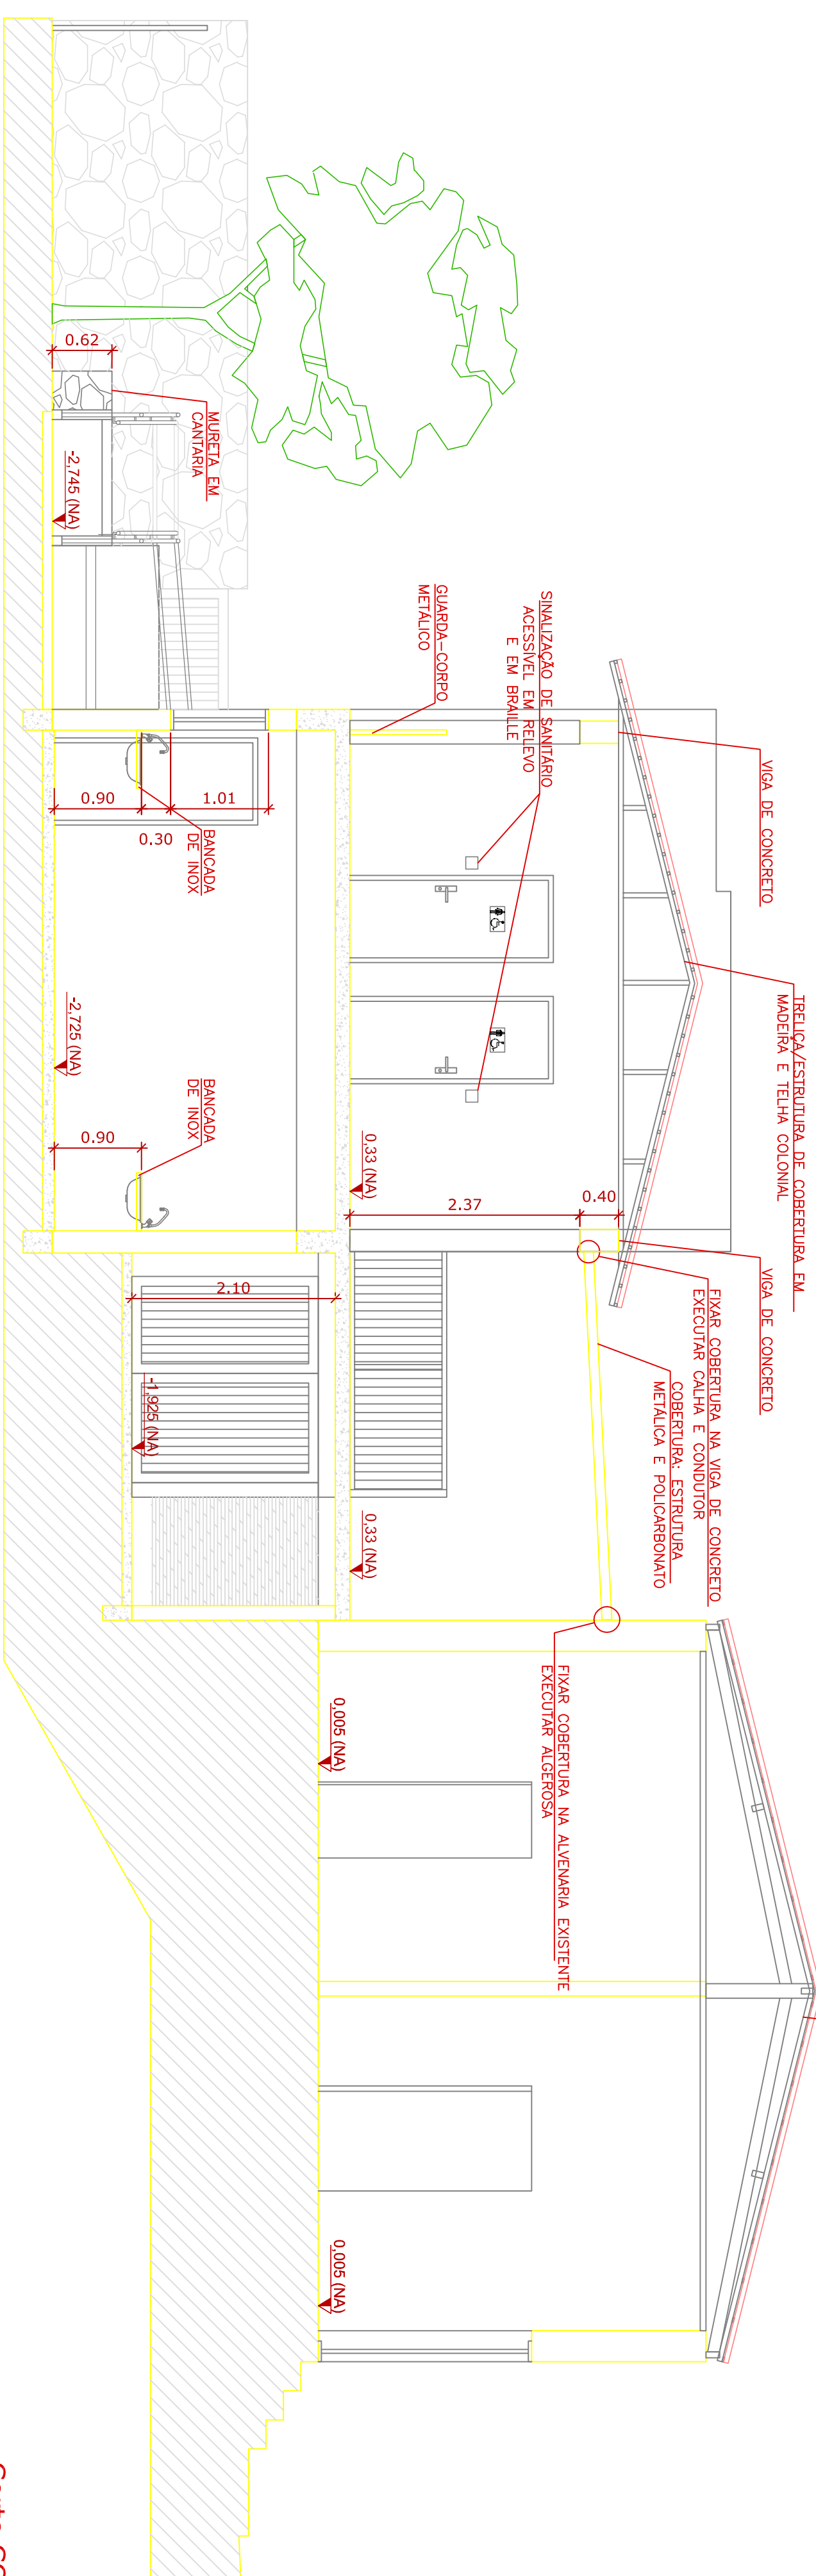 TRELIÇA/ESTRUTURA DE COBERTURA EM
MADEIRA E TELHA COLONIAL
VIGA DE CONCRETO
VIGA DE CONCRETO
FIXAR COBERTURA NA VIGA DE CONCRETO
EXECUTAR CALHA E CONDUTOR
COBERTURA: ESTRUTURA
METÁLICA E POLICARBONATO
SINALIZAÇÃO DE SANITÁRIO
ACESSÍVEL EM RELEVO
E EM BRAILLE
GUARDA-CORPO
METÁLICO
FIXAR COBERTURA NA ALVENARIA EXISTENTE
EXECUTAR ALGEROSA
0.40
2.37
0,33 (NA)
0,33 (NA)
0,005 (NA)
0,005 (NA)
MURETA EM
CANTARIA
0.62
-2,745 (NA)
1.01
0.30
0.90
BANCADA
DE INOX
BANCADA
DE INOX
0.90
-2,725 (NA)
2.10
-1,925 (NA)